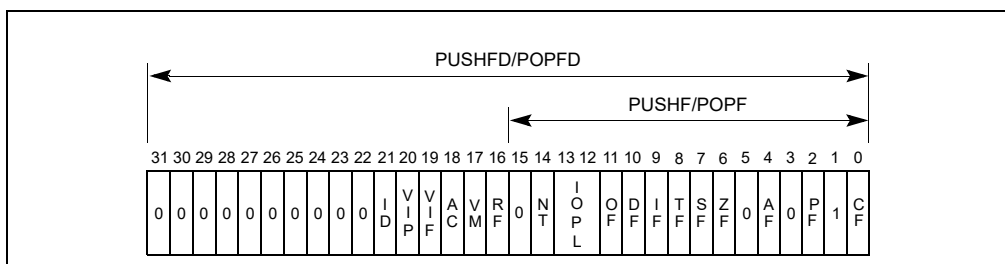 PUSHFD/POPFD
PUSHF/POPF
31 30 29 28 27 26 25 24 23 22 21 20 19 18 17 16 15 14 13 12 11 10 9 8 7 6 5 4 3 2 1 0
0 0 0 0 0 0 0 0 0 0 ID VIP VIF AC VM RF 0 NT IOPL OF DF IF TF SF ZF 0 AF 0 PF 1 CF